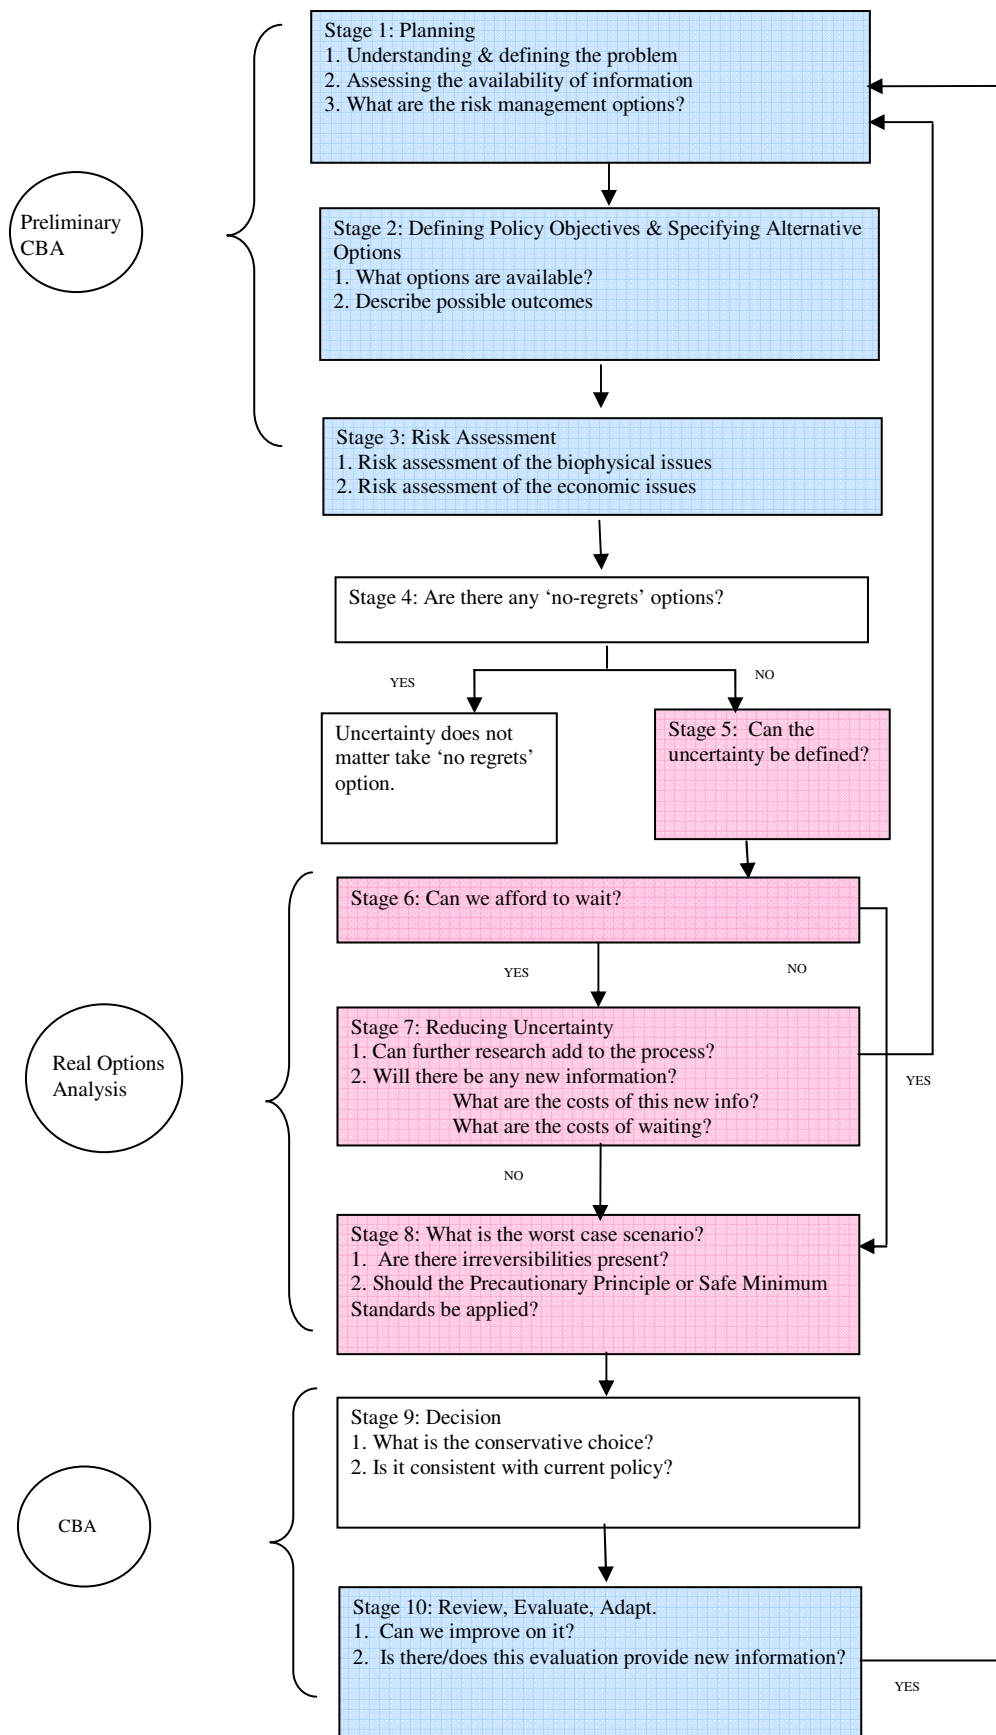 Stage 1: Planning
1. Understanding & defining the problem
2. Assessing the availability of information
3. What are the risk management options?
Preliminary
CBA
Stage 2: Defining Policy Objectives & Specifying Alternative
Options
1. What options are available?
2. Describe possible outcomes
Stage 3: Risk Assessment
1. Risk assessment of the biophysical issues
2. Risk assessment of the economic issues
Stage 4: Are there any ‘no-regrets’ options?
YES
NO
Uncertainty does not
matter take ‘no regrets’
option.
Stage 5:  Can the
uncertainty be defined?
Stage 6: Can we afford to wait?
YES
NO
Real Options
Analysis
Stage 7: Reducing Uncertainty
1. Can further research add to the process?
2. Will there be any new information?
What are the costs of this new info?
What are the costs of waiting?
YES
NO
Stage 8: What is the worst case scenario?
1.  Are there irreversibilities present?
2. Should the Precautionary Principle or Safe Minimum
Standards be applied?
Stage 9: Decision
1. What is the conservative choice?
2. Is it consistent with current policy?
CBA
Stage 10: Review, Evaluate, Adapt.
1.  Can we improve on it?
2.  Is there/does this evaluation provide new information?
YES